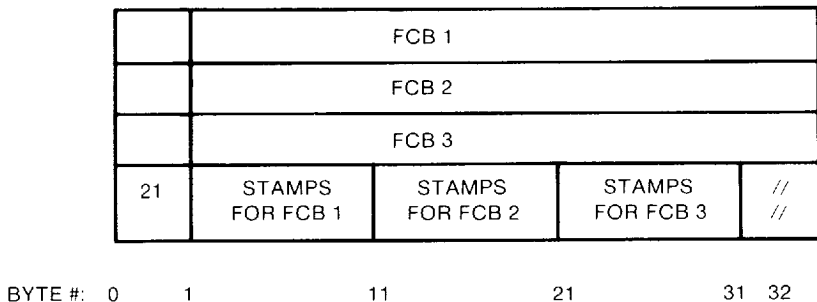 FCB 1
FCB 2
FCB 3
21 STAMPS FOR FCB 1 STAMPS FOR FCB 2 STAMPS FOR FCB 3 // //
BYTE #: 0 1 11 21 31 32